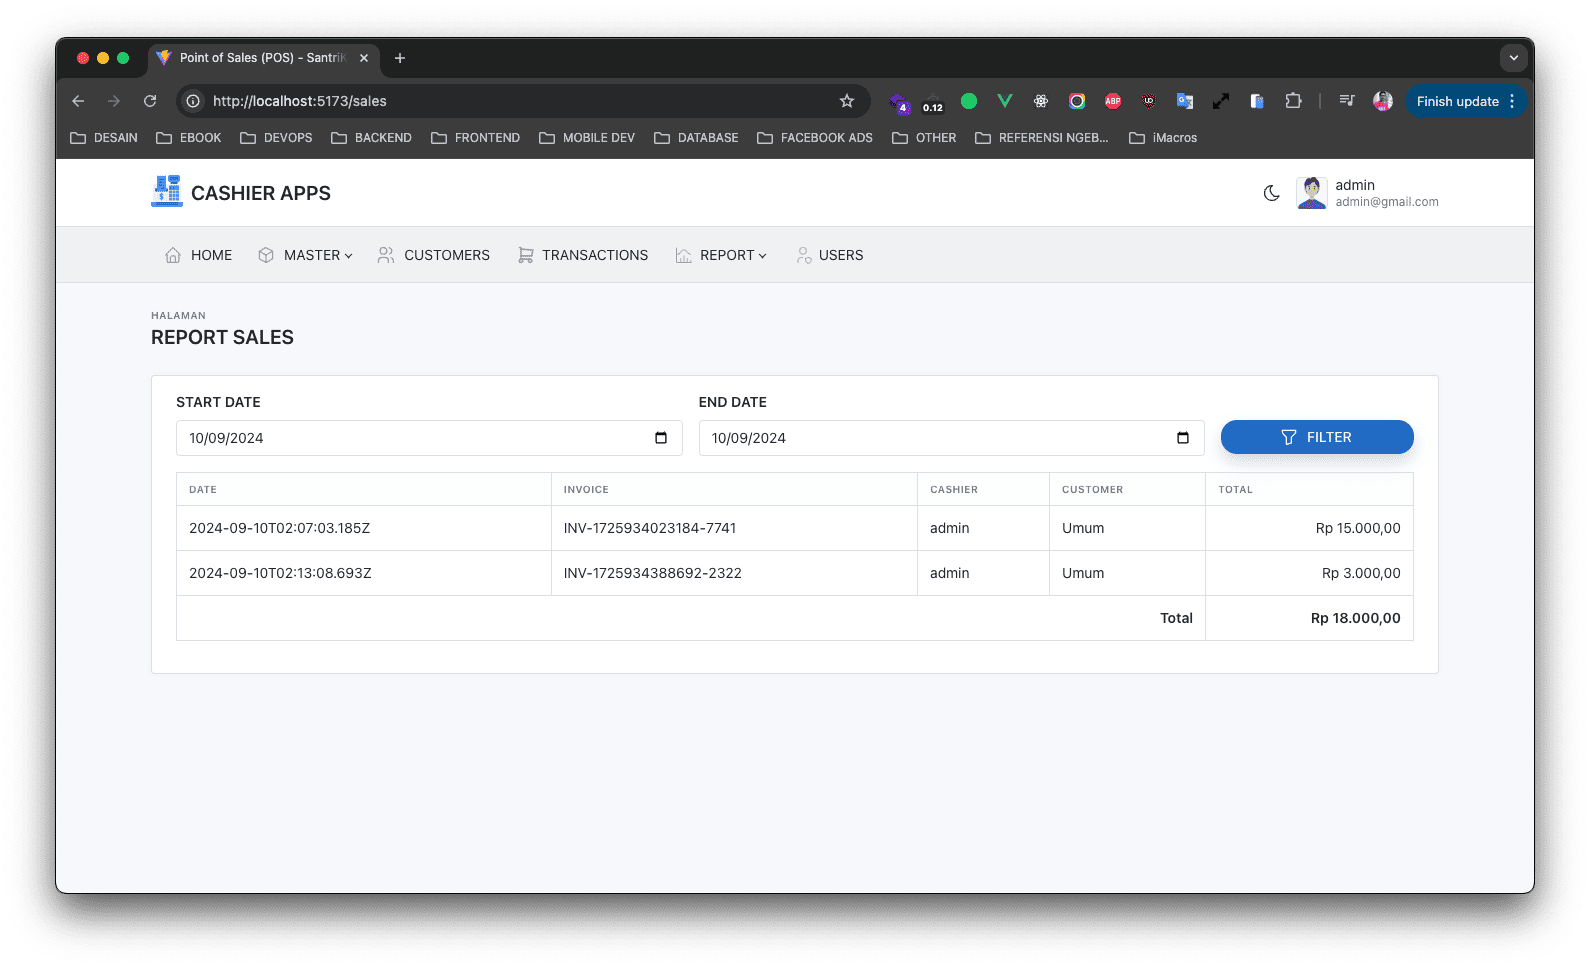 Point of Sales (POS) - Santri
http://localhost:5173/sales
4
0.12
ABP
Finish update
DESAIN EBOOK DEVOPS BACKEND FRONTEND MOBILE DEV DATABASE FACEBOOK ADS OTHER REFERENSI NGEB... iMacros
CASHIER APPS
admin
admin@gmail.com
HOME MASTER CUSTOMERS TRANSACTIONS REPORT USERS
HALAMAN
REPORT SALES
START DATE END DATE
10/09/2024 10/09/2024 FILTER
DATE INVOICE CASHIER CUSTOMER TOTAL
2024-09-10T02:07:03.185Z INV-1725934023184-7741 admin Umum Rp 15.000,00
2024-09-10T02:13:08.693Z INV-1725934388692-2322 admin Umum Rp 3.000,00
Total Rp 18.000,00